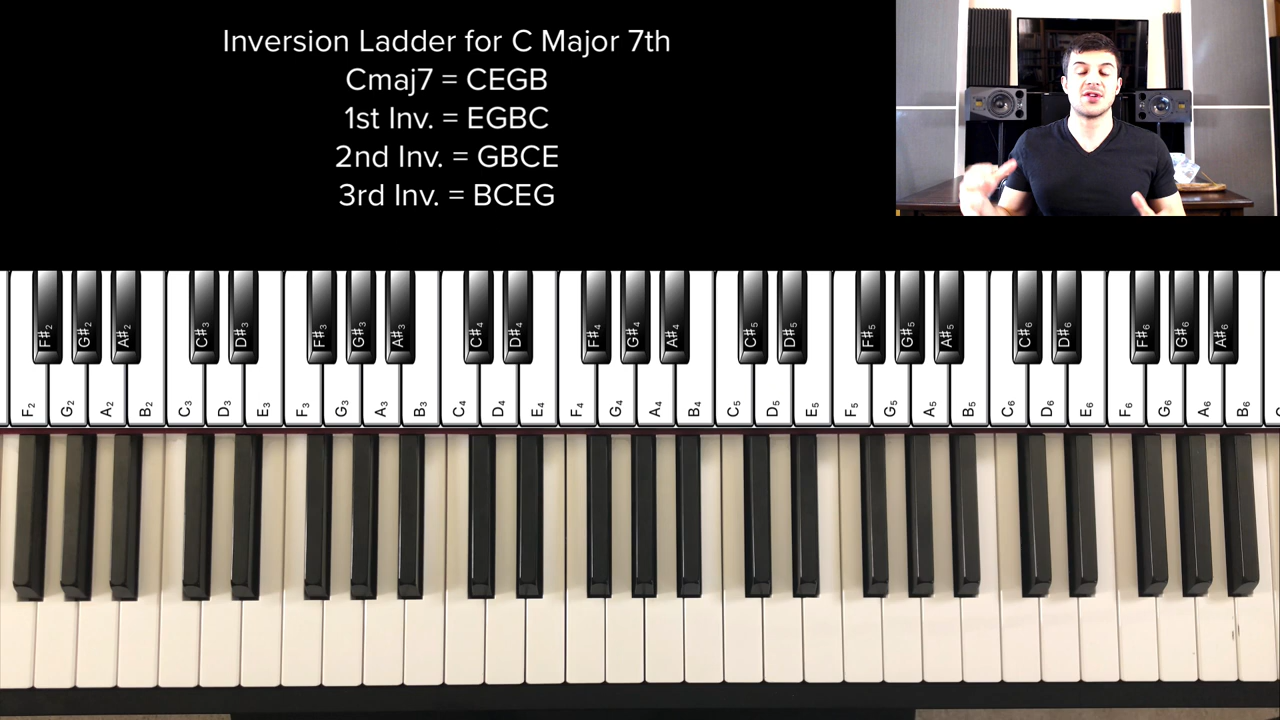 Inversion Ladder for C Major 7th
Cmaj7 = CEGB
1st Inv. = EGBC
2nd Inv. = GBCE
3rd Inv. = BCEG
F#2 G#2 A#2 C#3 D#3 F#3 G#3 A#3 C#4 D#4 F#4 G#4 A#4 C#5 D#5 F#5 G#5 A#5 C#6 D#6 F#6 G#6 A#6
F2 G2 A2 B2 C3 D3 E3 F3 G3 A3 B3 C4 D4 E4 F4 G4 A4 B4 C5 D5 E5 F5 G5 A5 B5 C6 D6 E6 F6 G6 A6 B6